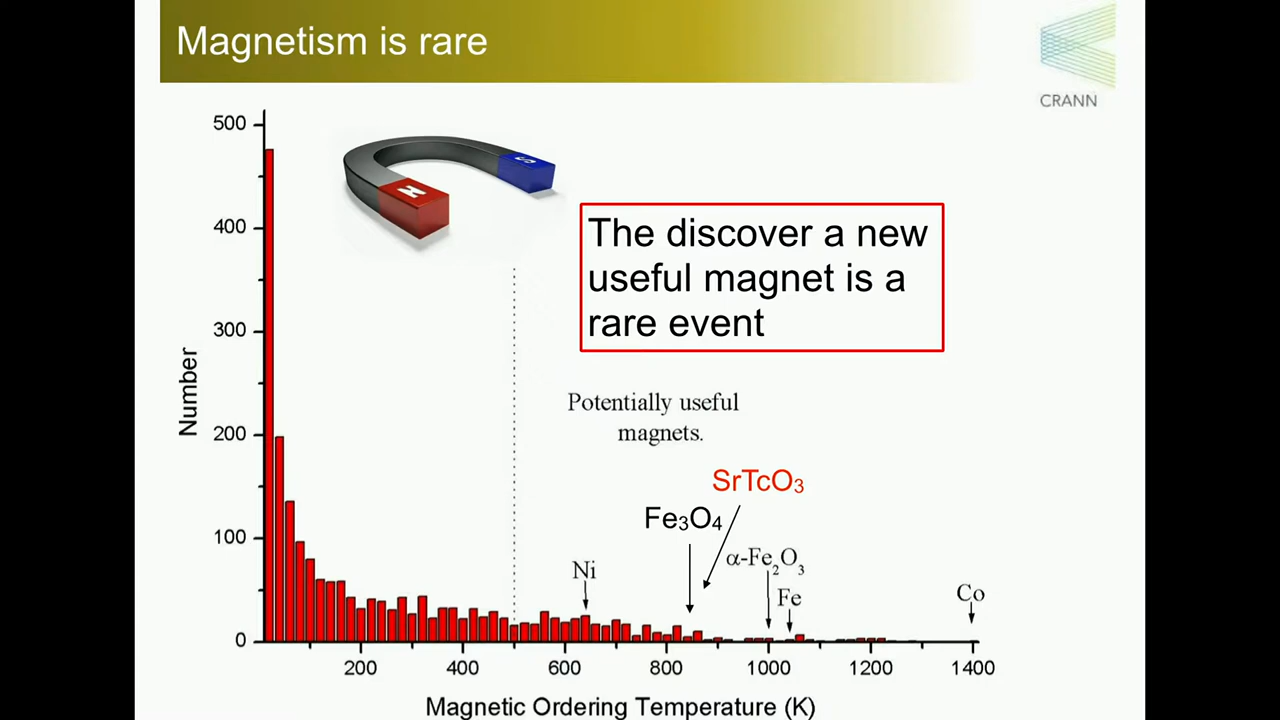 Magnetism is rare
CRANN
500
400
300
200
100
0
Number
N
S
The discover a new
useful magnet is a
rare event
Potentially useful
magnets.
SrTcO₃
Fe₃O₄
α-Fe₂O₃
Ni
Fe
Co
200 400 600 800 1000 1200 1400
Magnetic Ordering Temperature (K)